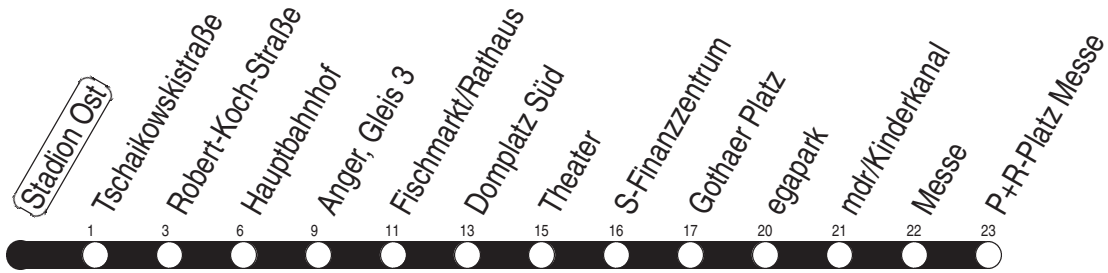 Stadion Ost
Tschaikowskistraße
Robert-Koch-Straße
Hauptbahnhof
Anger, Gleis 3
Fischmarkt/Rathaus
Domplatz Süd
Theater
S-Finanzzentrum
Gothaer Platz
egapark
mdr/Kinderkanal
Messe
P+R-Platz Messe
1 3 6 9 11 13 15 16 17 20 21 22 23